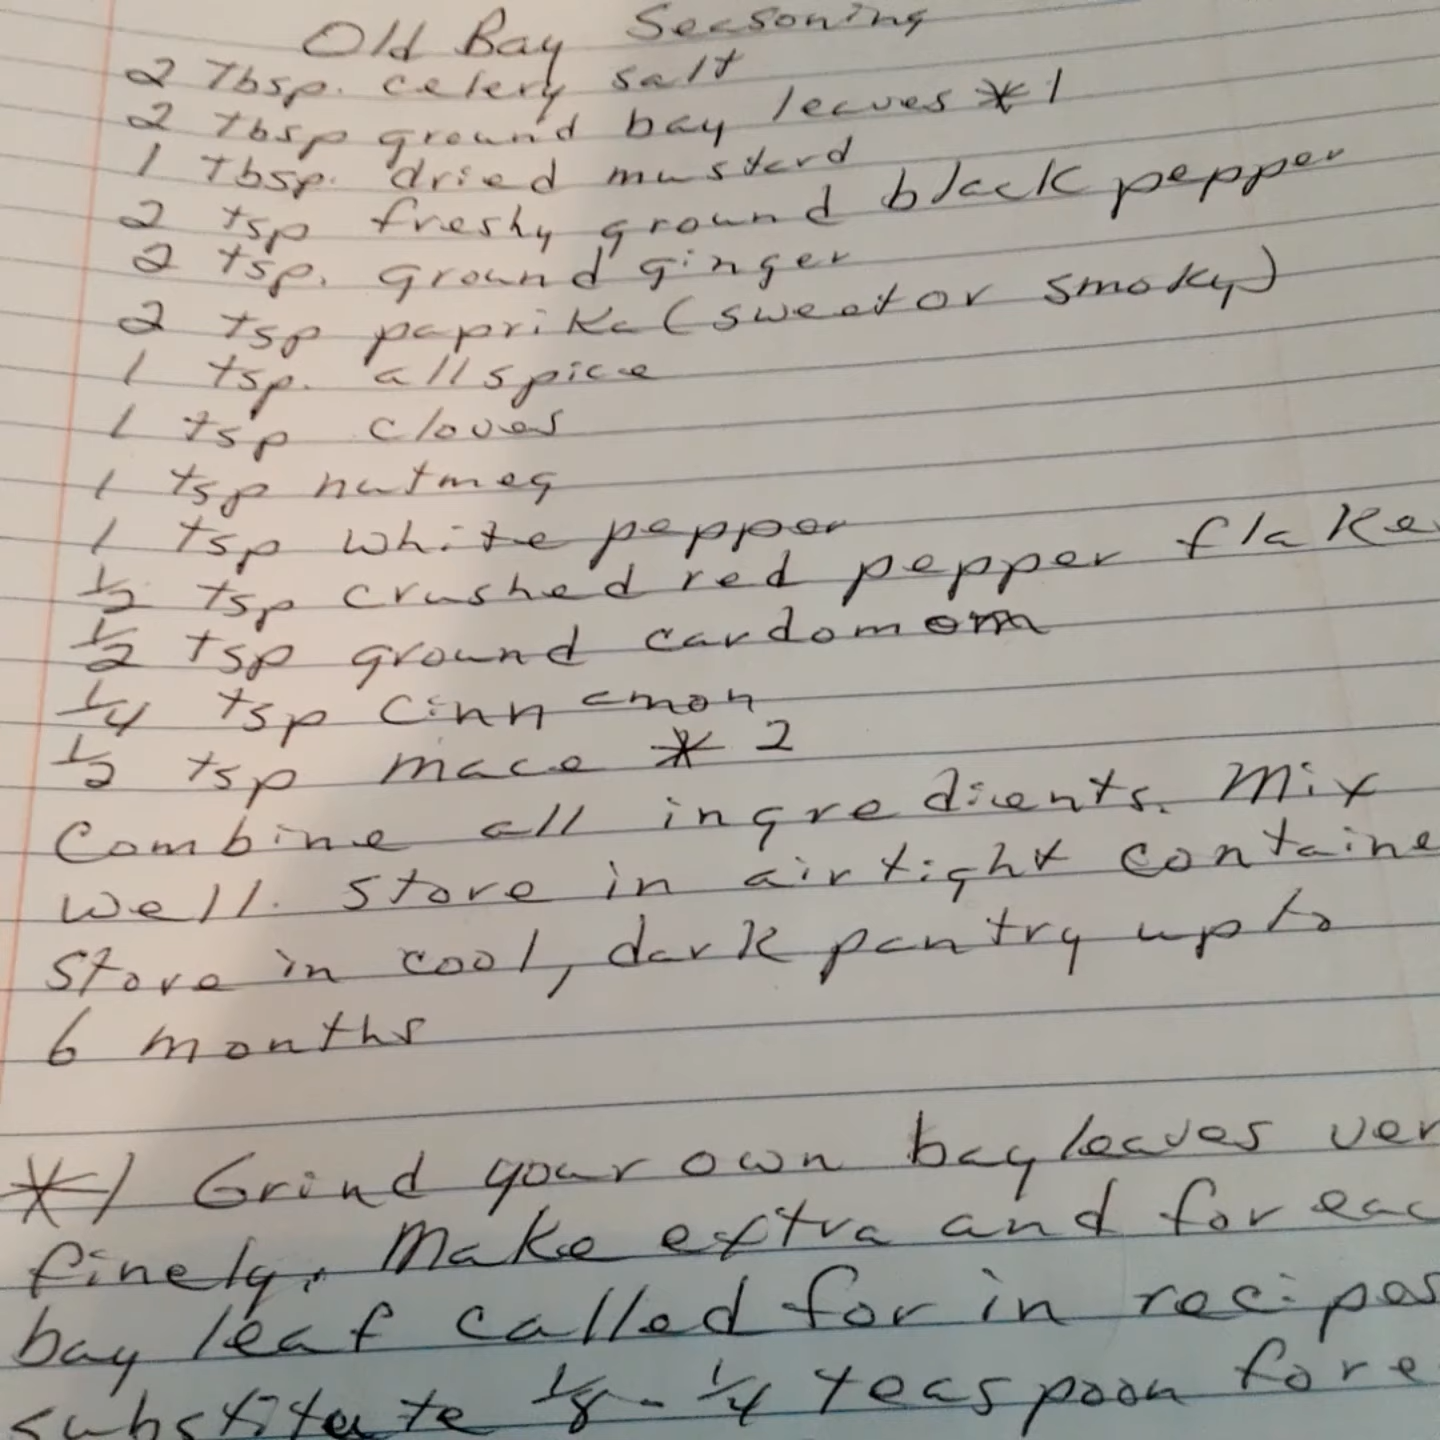 Old Bay Seasoning
2 Tbsp. celery salt
2 Tbsp ground bay leaves *1
1 Tbsp. dried mustard
2 tsp freshy ground black pepper
2 tsp. ground ginger
2 tsp paprika (sweet or smoky)
1 tsp. allspice
1 tsp cloves
1 tsp nutmeg
1 tsp white pepper
1/2 tsp crushed red pepper flake
1/2 tsp ground cardomom
1/4 tsp cinnamon
1/2 tsp mace *2
Combine all ingredients. Mix
well. Store in airtight containe
Store in cool, dark pantry up to
6 months
*1 Grind your own bay leaves ver
finely. Make extra and for eac
bay leaf called for in recipes
substitute 1/8 - 1/4 teaspoon for e